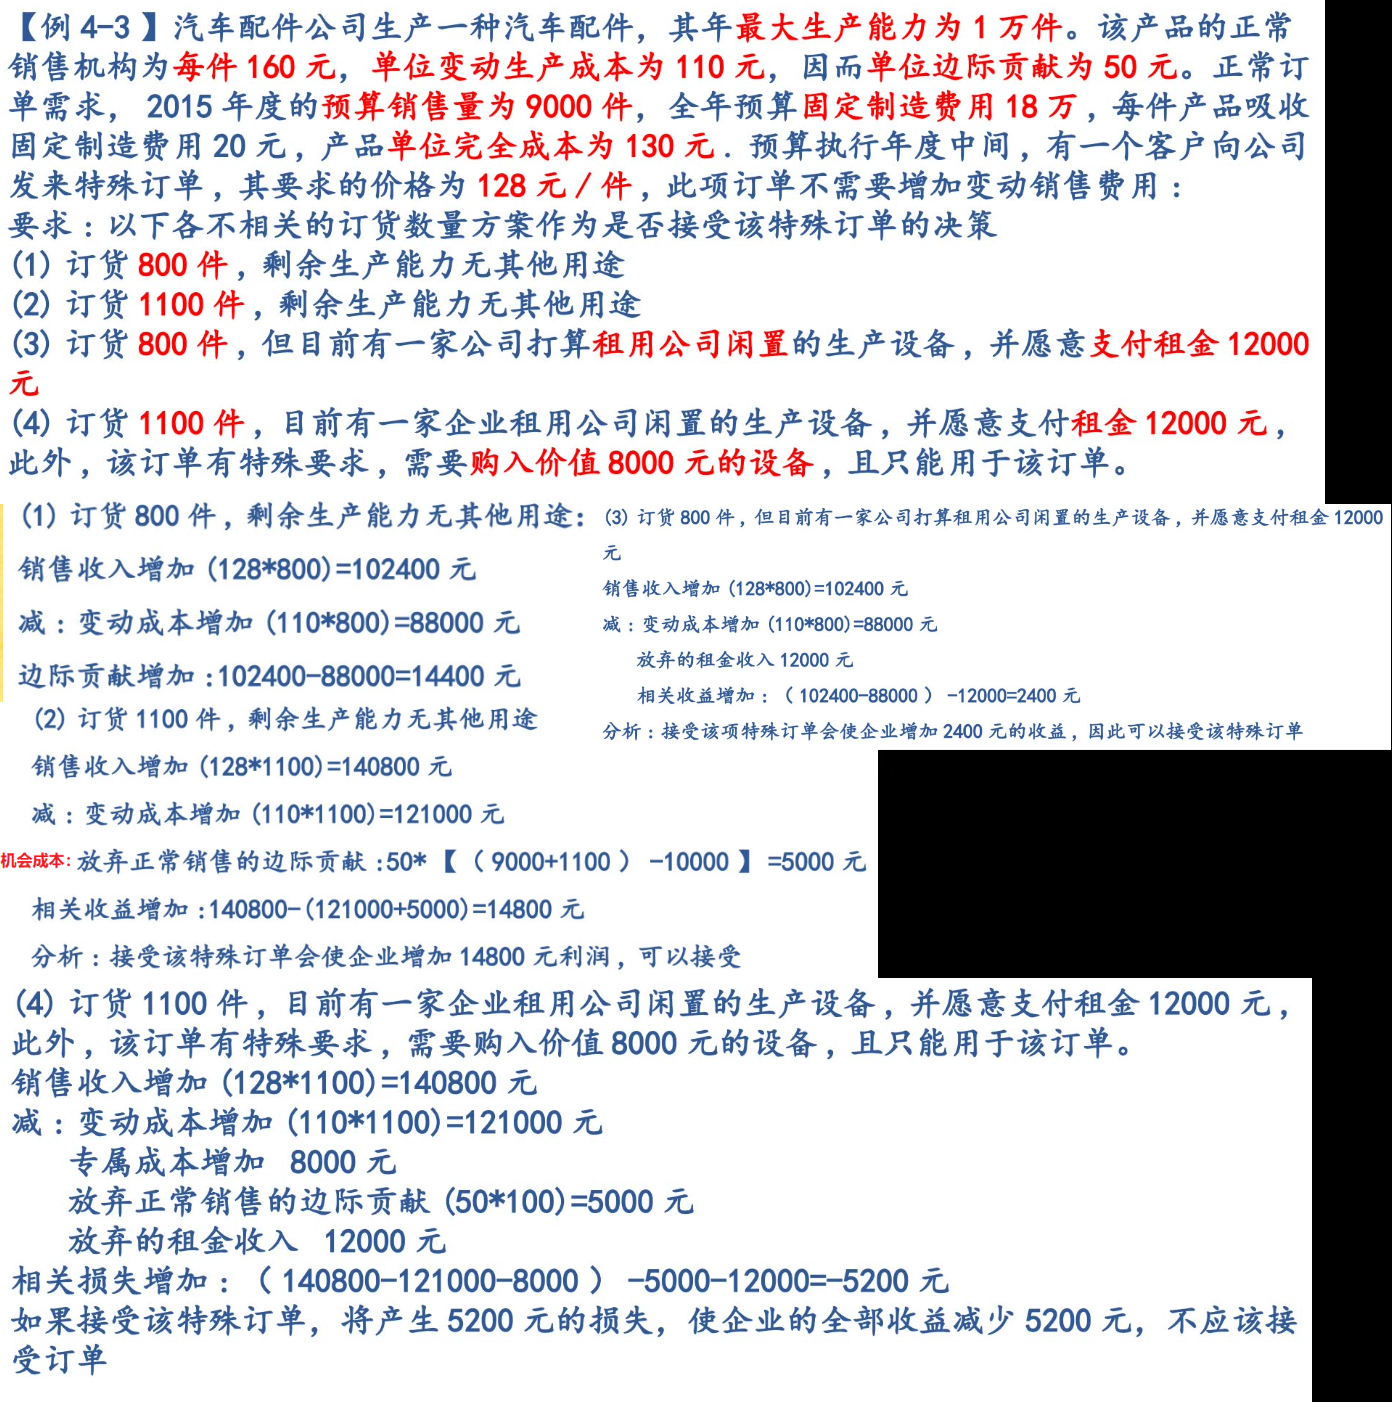 【例 4-3 】汽车配件公司生产一种汽车配件，其年最大生产能力为 1 万件。该产品的正常
销售机构为每件 160 元，单位变动生产成本为 110 元，因而单位边际贡献为 50 元。正常订
单需求， 2015 年度的预算销售量为 9000 件，全年预算固定制造费用 18 万，每件产品吸收
固定制造费用 20 元，产品单位完全成本为 130 元．预算执行年度中间，有一个客户向公司
发来特殊订单，其要求的价格为 128 元／件，此项订单不需要增加变动销售费用：
要求：以下各不相关的订货数量方案作为是否接受该特殊订单的决策
(1) 订货 800 件，剩余生产能力无其他用途
(2) 订货 1100 件，剩余生产能力无其他用途
(3) 订货 800 件，但目前有一家公司打算租用公司闲置的生产设备，并愿意支付租金 12000
元
(4) 订货 1100 件，目前有一家企业租用公司闲置的生产设备，并愿意支付租金 12000 元，
此外，该订单有特殊要求，需要购入价值 8000 元的设备，且只能用于该订单。
(1) 订货 800 件，剩余生产能力无其他用途：
销售收入增加 (128*800)=102400 元
减：变动成本增加 (110*800)=88000 元
边际贡献增加 :102400-88000=14400 元
(2) 订货 1100 件，剩余生产能力无其他用途
销售收入增加 (128*1100)=140800 元
减：变动成本增加 (110*1100)=121000 元
机会成本：放弃正常销售的边际贡献 :50* 【 （ 9000+1100 ） -10000 】 =5000 元
相关收益增加 :140800-(121000+5000)=14800 元
分析：接受该特殊订单会使企业增加 14800 元利润，可以接受
(3) 订货 800 件，但目前有一家公司打算租用公司闲置的生产设备，并愿意支付租金 12000
元
销售收入增加 (128*800)=102400 元
减：变动成本增加 (110*800)=88000 元
放弃的租金收入 12000 元
相关收益增加：（ 102400-88000 ） -12000=2400 元
分析：接受该项特殊订单会使企业增加 2400 元的收益，因此可以接受该特殊订单
(4) 订货 1100 件，目前有一家企业租用公司闲置的生产设备，并愿意支付租金 12000 元，
此外，该订单有特殊要求，需要购入价值 8000 元的设备，且只能用于该订单。
销售收入增加 (128*1100)=140800 元
减：变动成本增加 (110*1100)=121000 元
专属成本增加 8000 元
放弃正常销售的边际贡献 (50*100)=5000 元
放弃的租金收入 12000 元
相关损失增加：（ 140800-121000-8000 ） -5000-12000=-5200 元
如果接受该特殊订单，将产生 5200 元的损失，使企业的全部收益减少 5200 元，不应该接
受订单